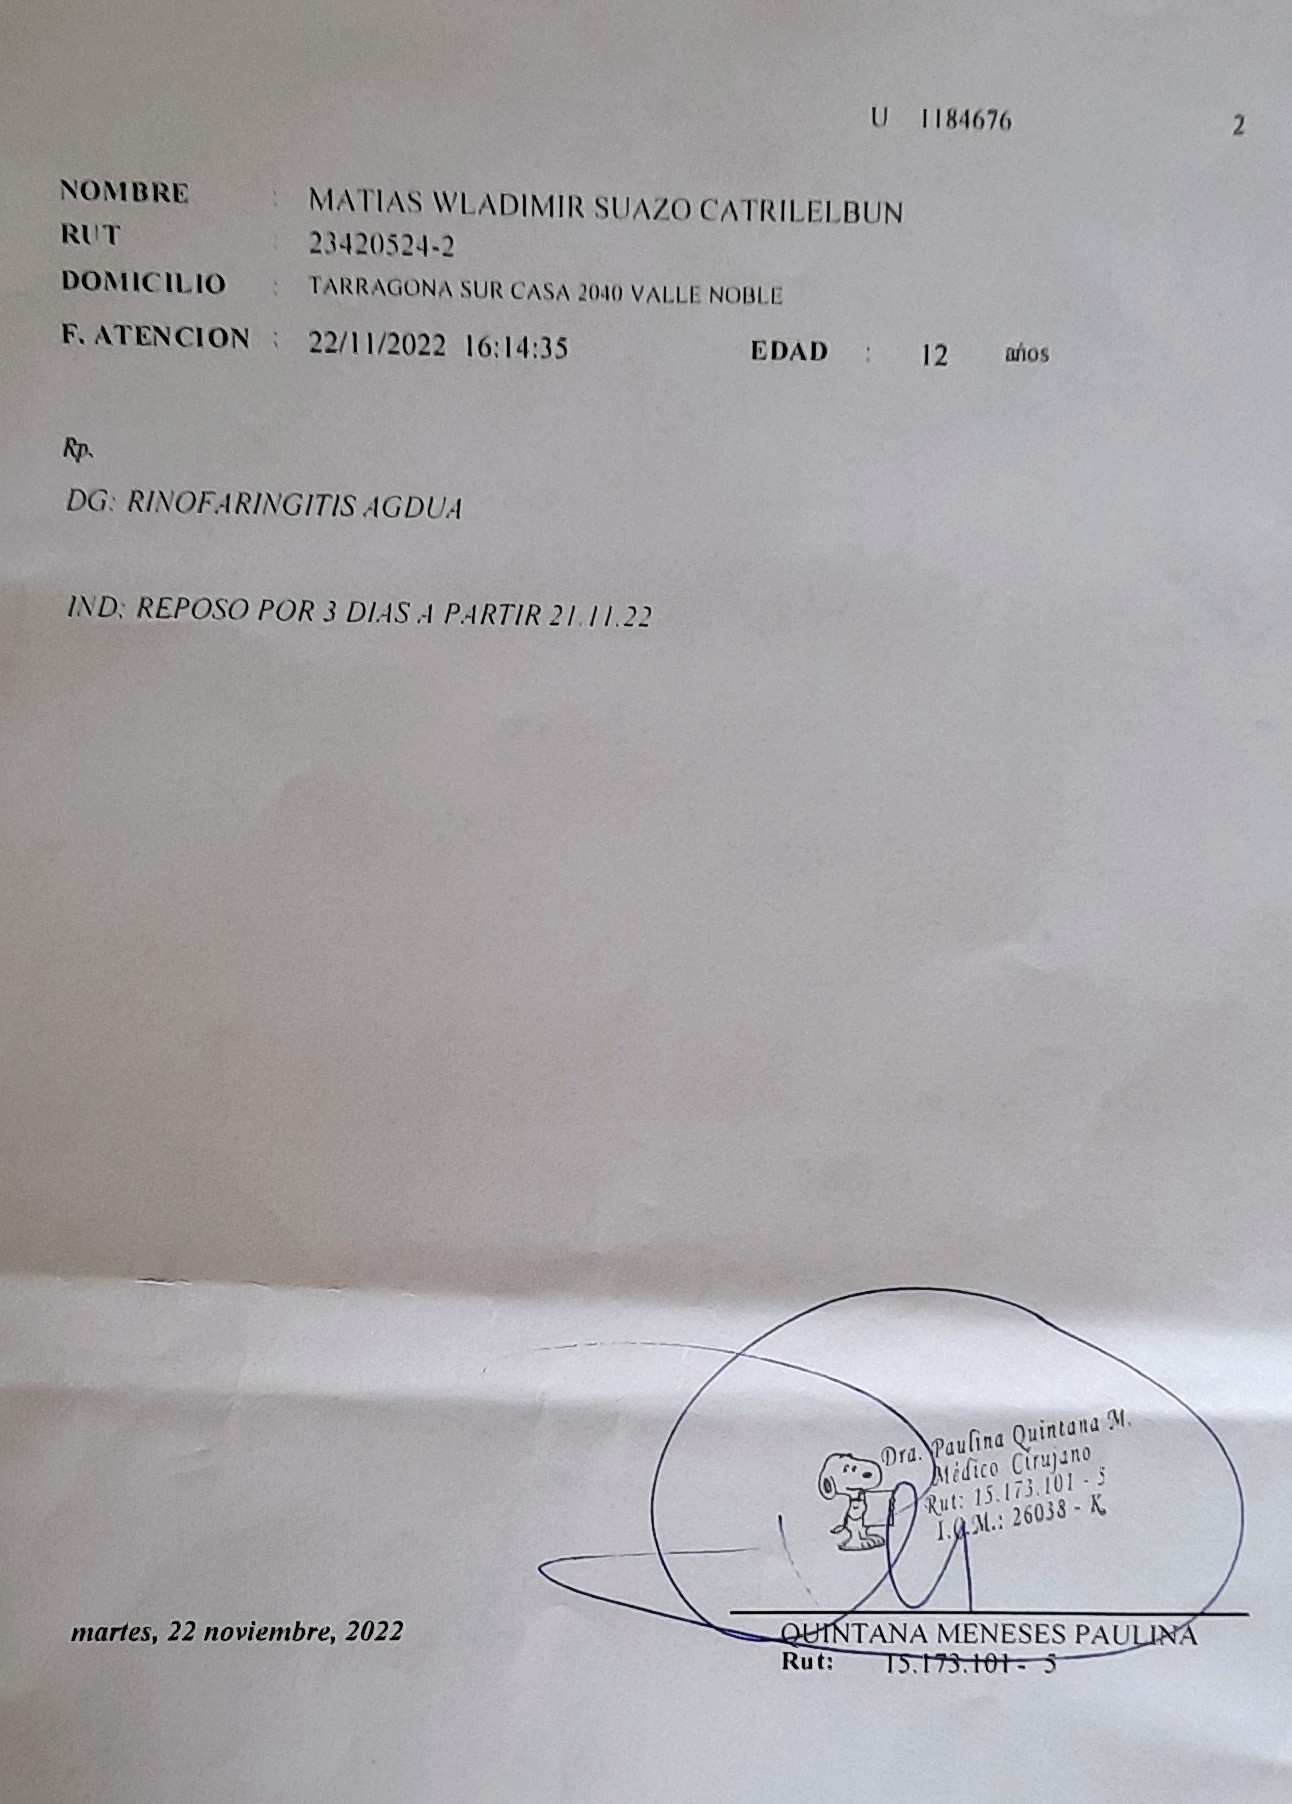 U 1184676 2
NOMBRE : MATIAS WLADIMIR SUAZO CATRILELBUN
RUT : 23420524-2
DOMICILIO : TARRAGONA SUR CASA 2040 VALLE NOBLE
F. ATENCION : 22/11/2022 16:14:35 EDAD : 12 años
Rp.
DG: RINOFARINGITIS AGDUA
IND: REPOSO POR 3 DIAS A PARTIR 21.11.22
Dra. Paulina Quintana M.
Médico Cirujano
Rut: 15.173.101 - 5
I.C.M.: 26038 - K
martes, 22 noviembre, 2022
QUINTANA MENESES PAULINA
Rut: 15.173.101 - 5